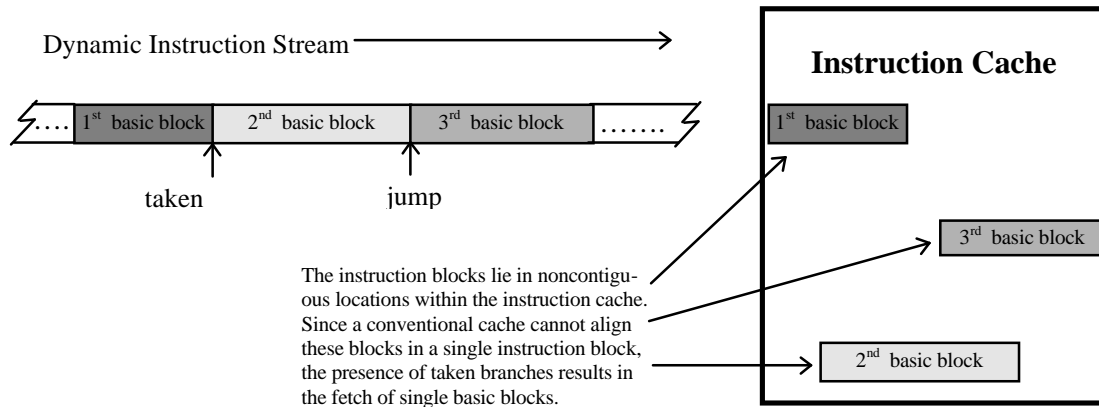 Dynamic Instruction Stream
.... 1st basic block 2nd basic block 3rd basic block .......
taken jump
Instruction Cache
1st basic block
3rd basic block
2nd basic block
The instruction blocks lie in noncontigu-
ous locations within the instruction cache.
Since a conventional cache cannot align
these blocks in a single instruction block,
the presence of taken branches results in
the fetch of single basic blocks.